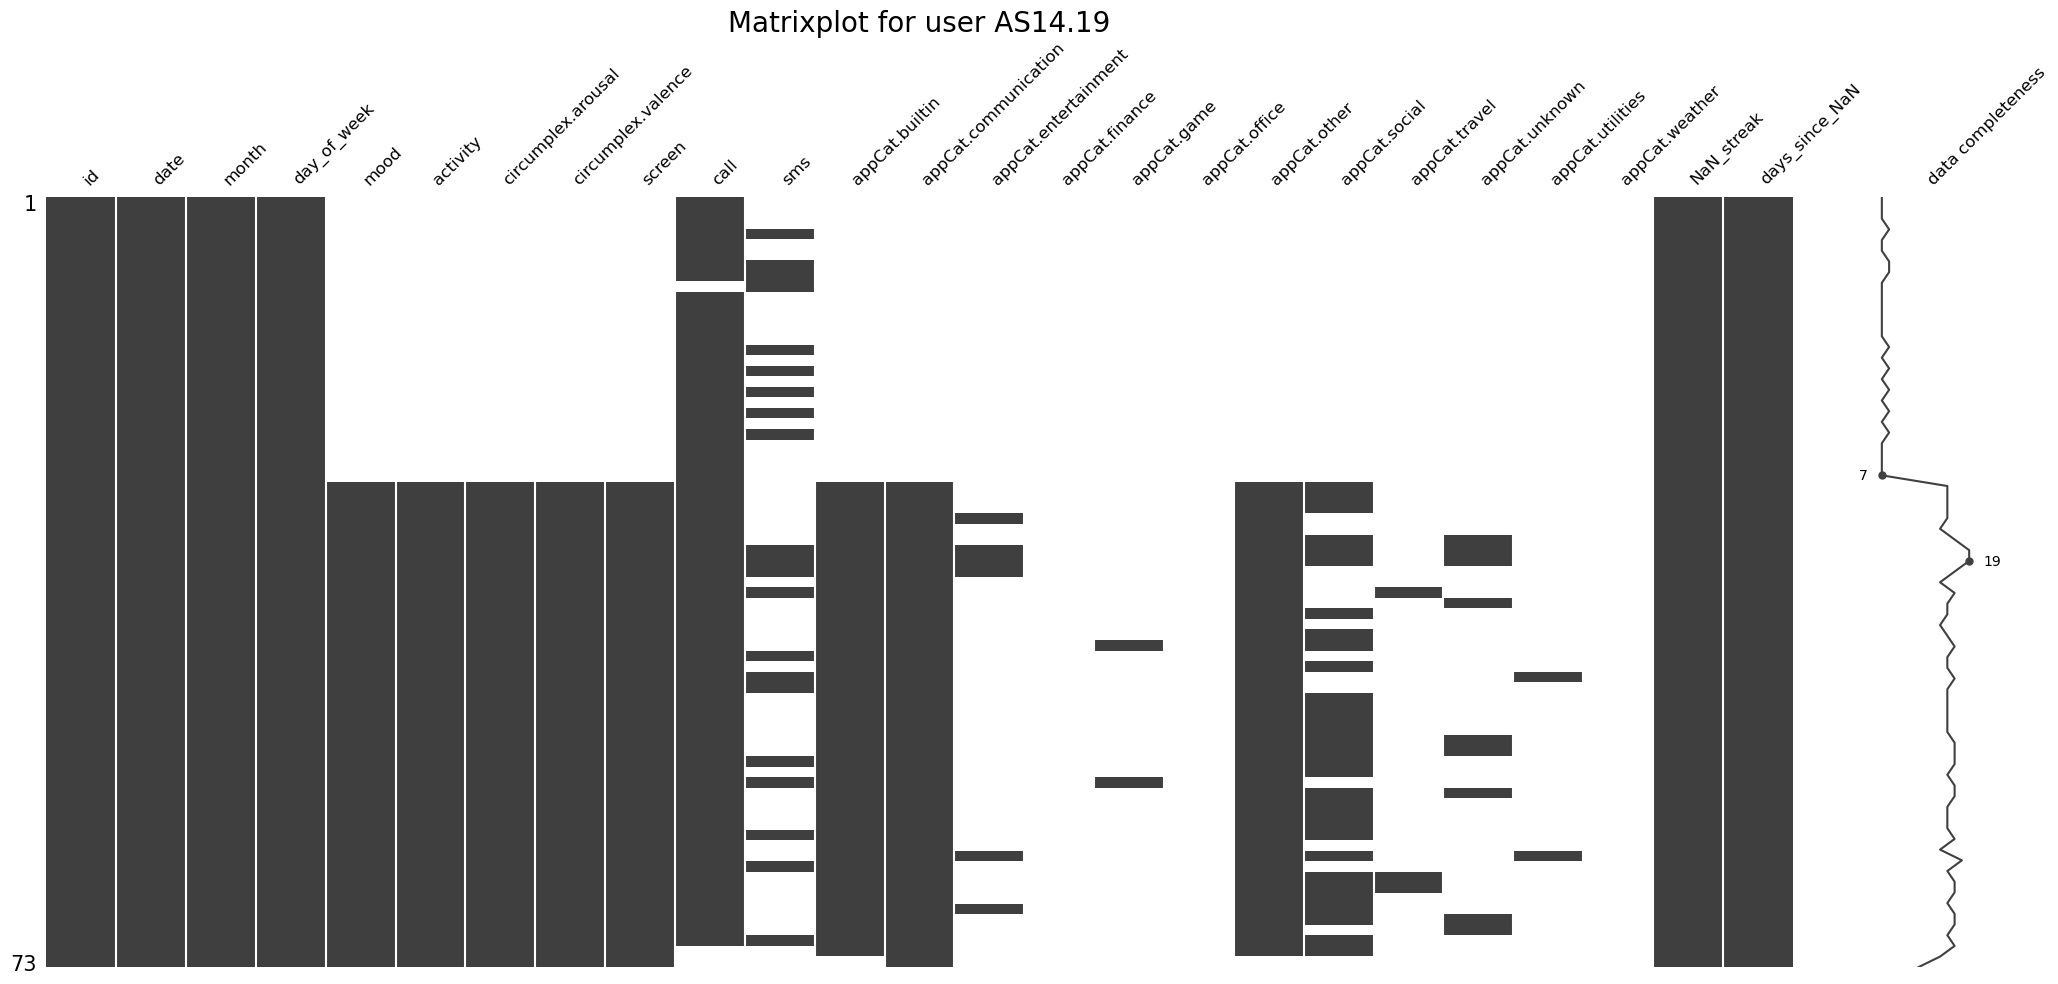 Matrixplot for user AS14.19
id
date
month
day_of_week
mood
activity
circumplex.arousal
circumplex.valence
screen
call
sms
appCat.builtin
appCat.communication
appCat.entertainment
appCat.finance
appCat.game
appCat.office
appCat.other
appCat.social
appCat.travel
appCat.unknown
appCat.utilities
appCat.weather
NaN_streak
days_since_NaN
data completeness
1
7
19
73